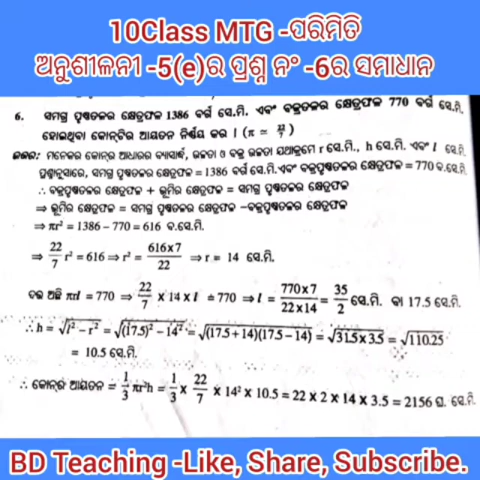 10Class MTG -ପରିମିତି
ଅନୁଶୀଳନୀ -5(e)ର ପ୍ରଶ୍ନ ନଂ -6ର ସମାଧାନ
6. ସମଗ୍ର ପୃଷ୍ଠତଳର କ୍ଷେତ୍ରଫଳ 1386 ବର୍ଗ ସେ.ମି. ଏବଂ ବକ୍ରତଳର କ୍ଷେତ୍ରଫଳ 770 ବର୍ଗ ସେ.ମି.
ହୋଇଥିବା କୋନ୍‌ଟିର ଆୟତନ ନିର୍ଣ୍ଣୟ କର । (π = 22/7)
ଉତ୍ତର: ମନେକର କୋନ୍‌ର ଆଧାରର ବ୍ୟାସାର୍ଦ୍ଧ, ଉଚ୍ଚତା ଓ ବକ୍ର ଉଚ୍ଚତା ଯଥାକ୍ରମେ r ସେ.ମି., h ସେ.ମି. ଏବଂ l ସେ.ମି.
ପ୍ରଶ୍ନାନୁସାରେ, ସମଗ୍ର ପୃଷ୍ଠତଳର କ୍ଷେତ୍ରଫଳ = 1386 ବର୍ଗ ସେ.ମି. ଏବଂ ବକ୍ରପୃଷ୍ଠତଳର କ୍ଷେତ୍ରଫଳ = 770 ବ.ସେ.ମି.
∴ ବକ୍ରପୃଷ୍ଠତଳର କ୍ଷେତ୍ରଫଳ + ଭୂମିର କ୍ଷେତ୍ରଫଳ = ସମଗ୍ର ପୃଷ୍ଠତଳର କ୍ଷେତ୍ରଫଳ
⇒ ଭୂମିର କ୍ଷେତ୍ରଫଳ = ସମଗ୍ର ପୃଷ୍ଠତଳର କ୍ଷେତ୍ରଫଳ –ବକ୍ରପୃଷ୍ଠତଳର କ୍ଷେତ୍ରଫଳ
⇒ πr² = 1386 – 770 = 616 ବ.ସେ.ମି.
⇒ 22/7 r² = 616 ⇒ r² = 616×7/22 ⇒ r = 14 ସେ.ମି.
ଦତ୍ତ ଅଛି πrl = 770 ⇒ 22/7 × 14 × l = 770 ⇒ l = 770×7/22×14 = 35/2 ସେ.ମି. ବା 17.5 ସେ.ମି.
∴ h = √(l² – r²) = √((17.5)² – 14²) = √((17.5+14)(17.5–14)) = √(31.5×3.5) = √110.25
= 10.5 ସେ.ମି.
∴ କୋନ୍‌ର ଆୟତନ = 1/3 πr²h = 1/3 × 22/7 × 14² × 10.5 = 22 × 2 × 14 × 3.5 = 2156 ଘ. ସେ.ମି.
BD Teaching -Like, Share, Subscribe.